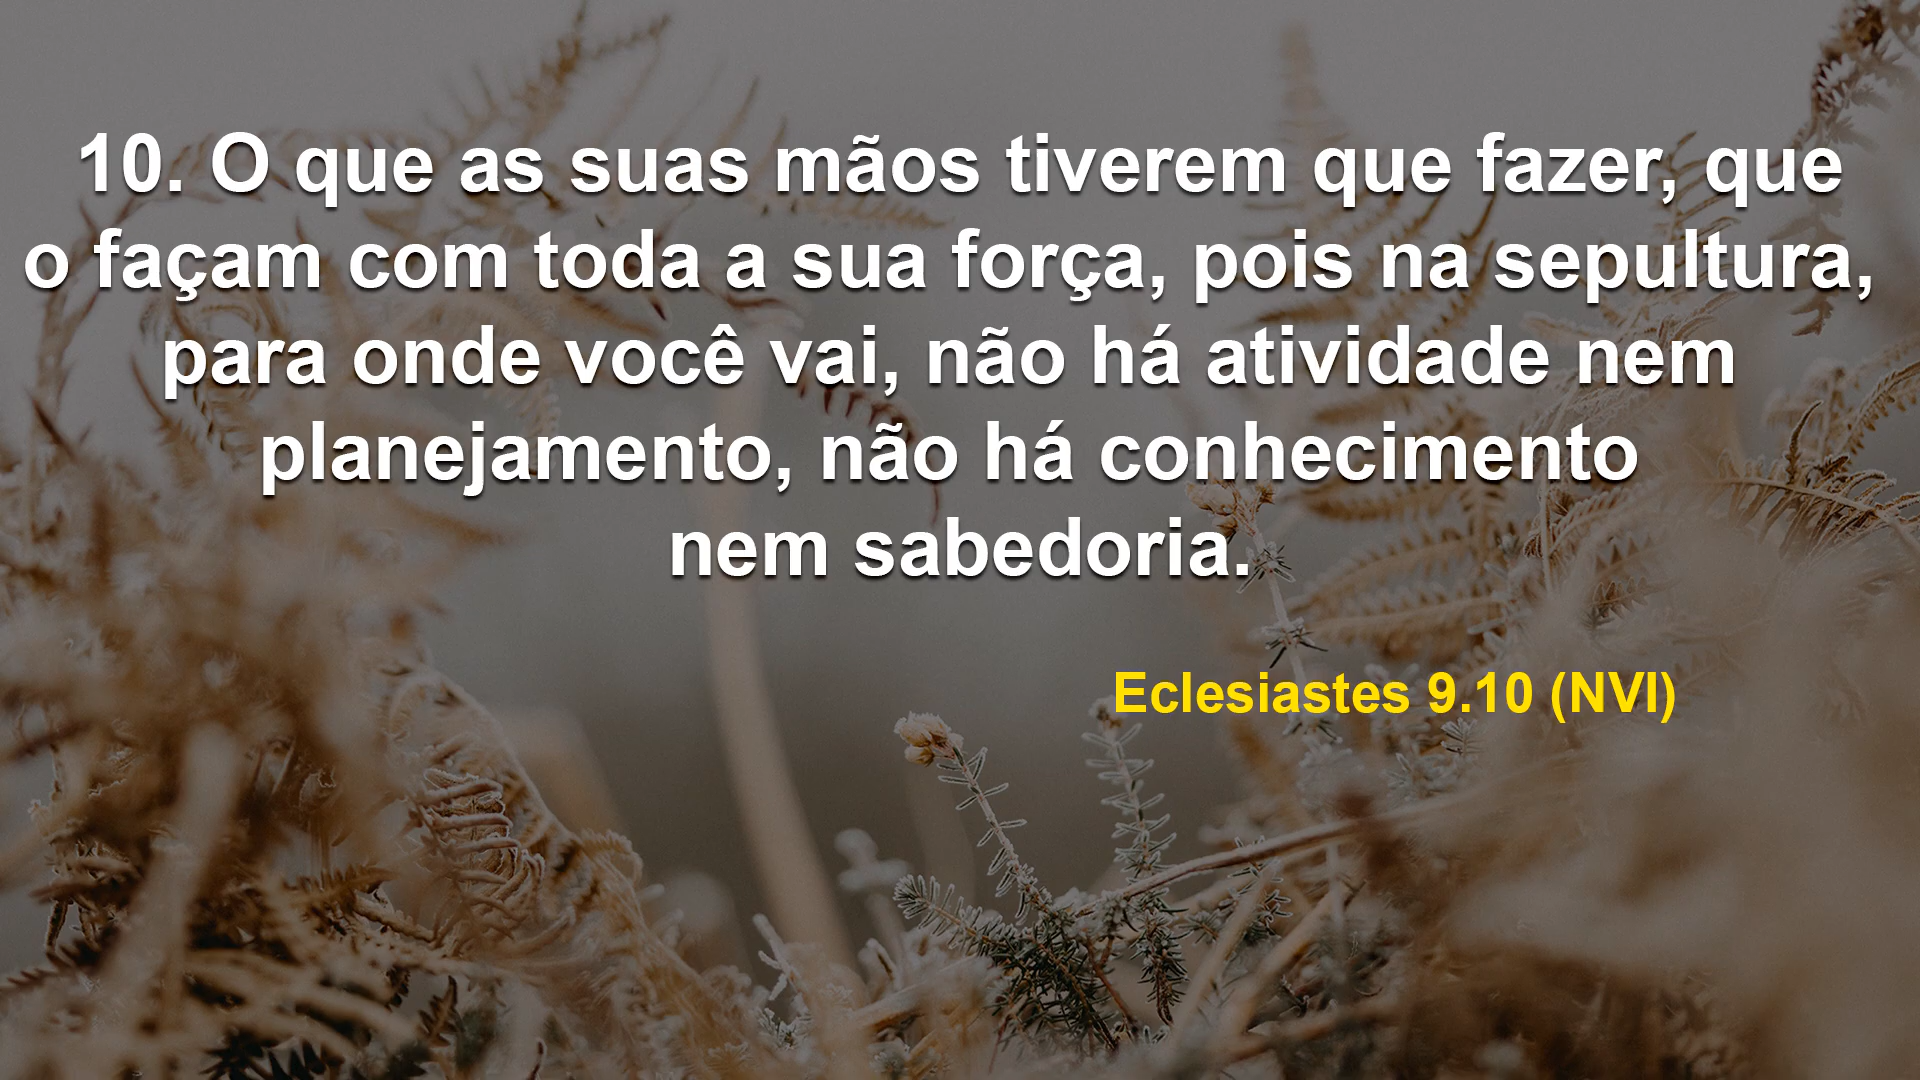 10. O que as suas mãos tiverem que fazer, que
o façam com toda a sua força, pois na sepultura,
para onde você vai, não há atividade nem
planejamento, não há conhecimento
nem sabedoria.
Eclesiastes 9.10 (NVI)